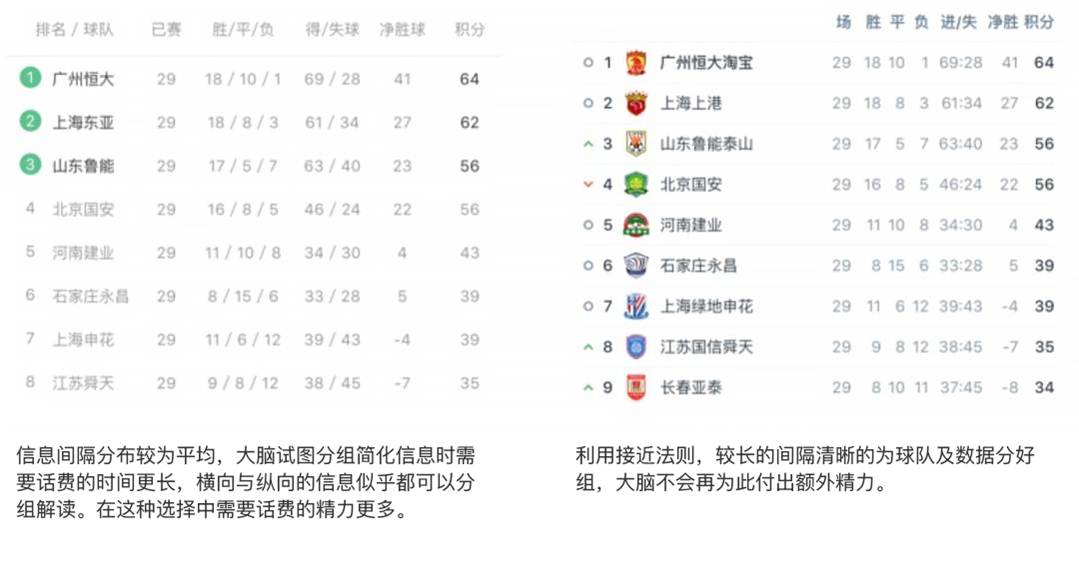 排名 / 球队 已赛 胜/平/负 得/失球 净胜球 积分
1 广州恒大 29 18 / 10 / 1 69 / 28 41 64
2 上海东亚 29 18 / 8 / 3 61 / 34 27 62
3 山东鲁能 29 17 / 5 / 7 63 / 40 23 56
4 北京国安 29 16 / 8 / 5 46 / 24 22 56
5 河南建业 29 11 / 10 / 8 34 / 30 4 43
6 石家庄永昌 29 8 / 15 / 6 33 / 28 5 39
7 上海申花 29 11 / 6 / 12 39 / 43 -4 39
8 江苏舜天 29 9 / 8 / 12 38 / 45 -7 35
信息间隔分布较为平均，大脑试图分组简化信息时需
要话费的时间更长，横向与纵向的信息似乎都可以分
组解读。在这种选择中需要话费的精力更多。
场 胜 平 负 进/失 净胜 积分
1 广州恒大淘宝 29 18 10 1 69:28 41 64
2 上海上港 29 18 8 3 61:34 27 62
3 山东鲁能泰山 29 17 5 7 63:40 23 56
4 北京国安 29 16 8 5 46:24 22 56
5 河南建业 29 11 10 8 34:30 4 43
6 石家庄永昌 29 8 15 6 33:28 5 39
7 上海绿地申花 29 11 6 12 39:43 -4 39
8 江苏国信舜天 29 9 8 12 38:45 -7 35
9 长春亚泰 29 8 10 11 37:45 -8 34
利用接近法则，较长的间隔清晰的为球队及数据分好
组，大脑不会再为此付出额外精力。